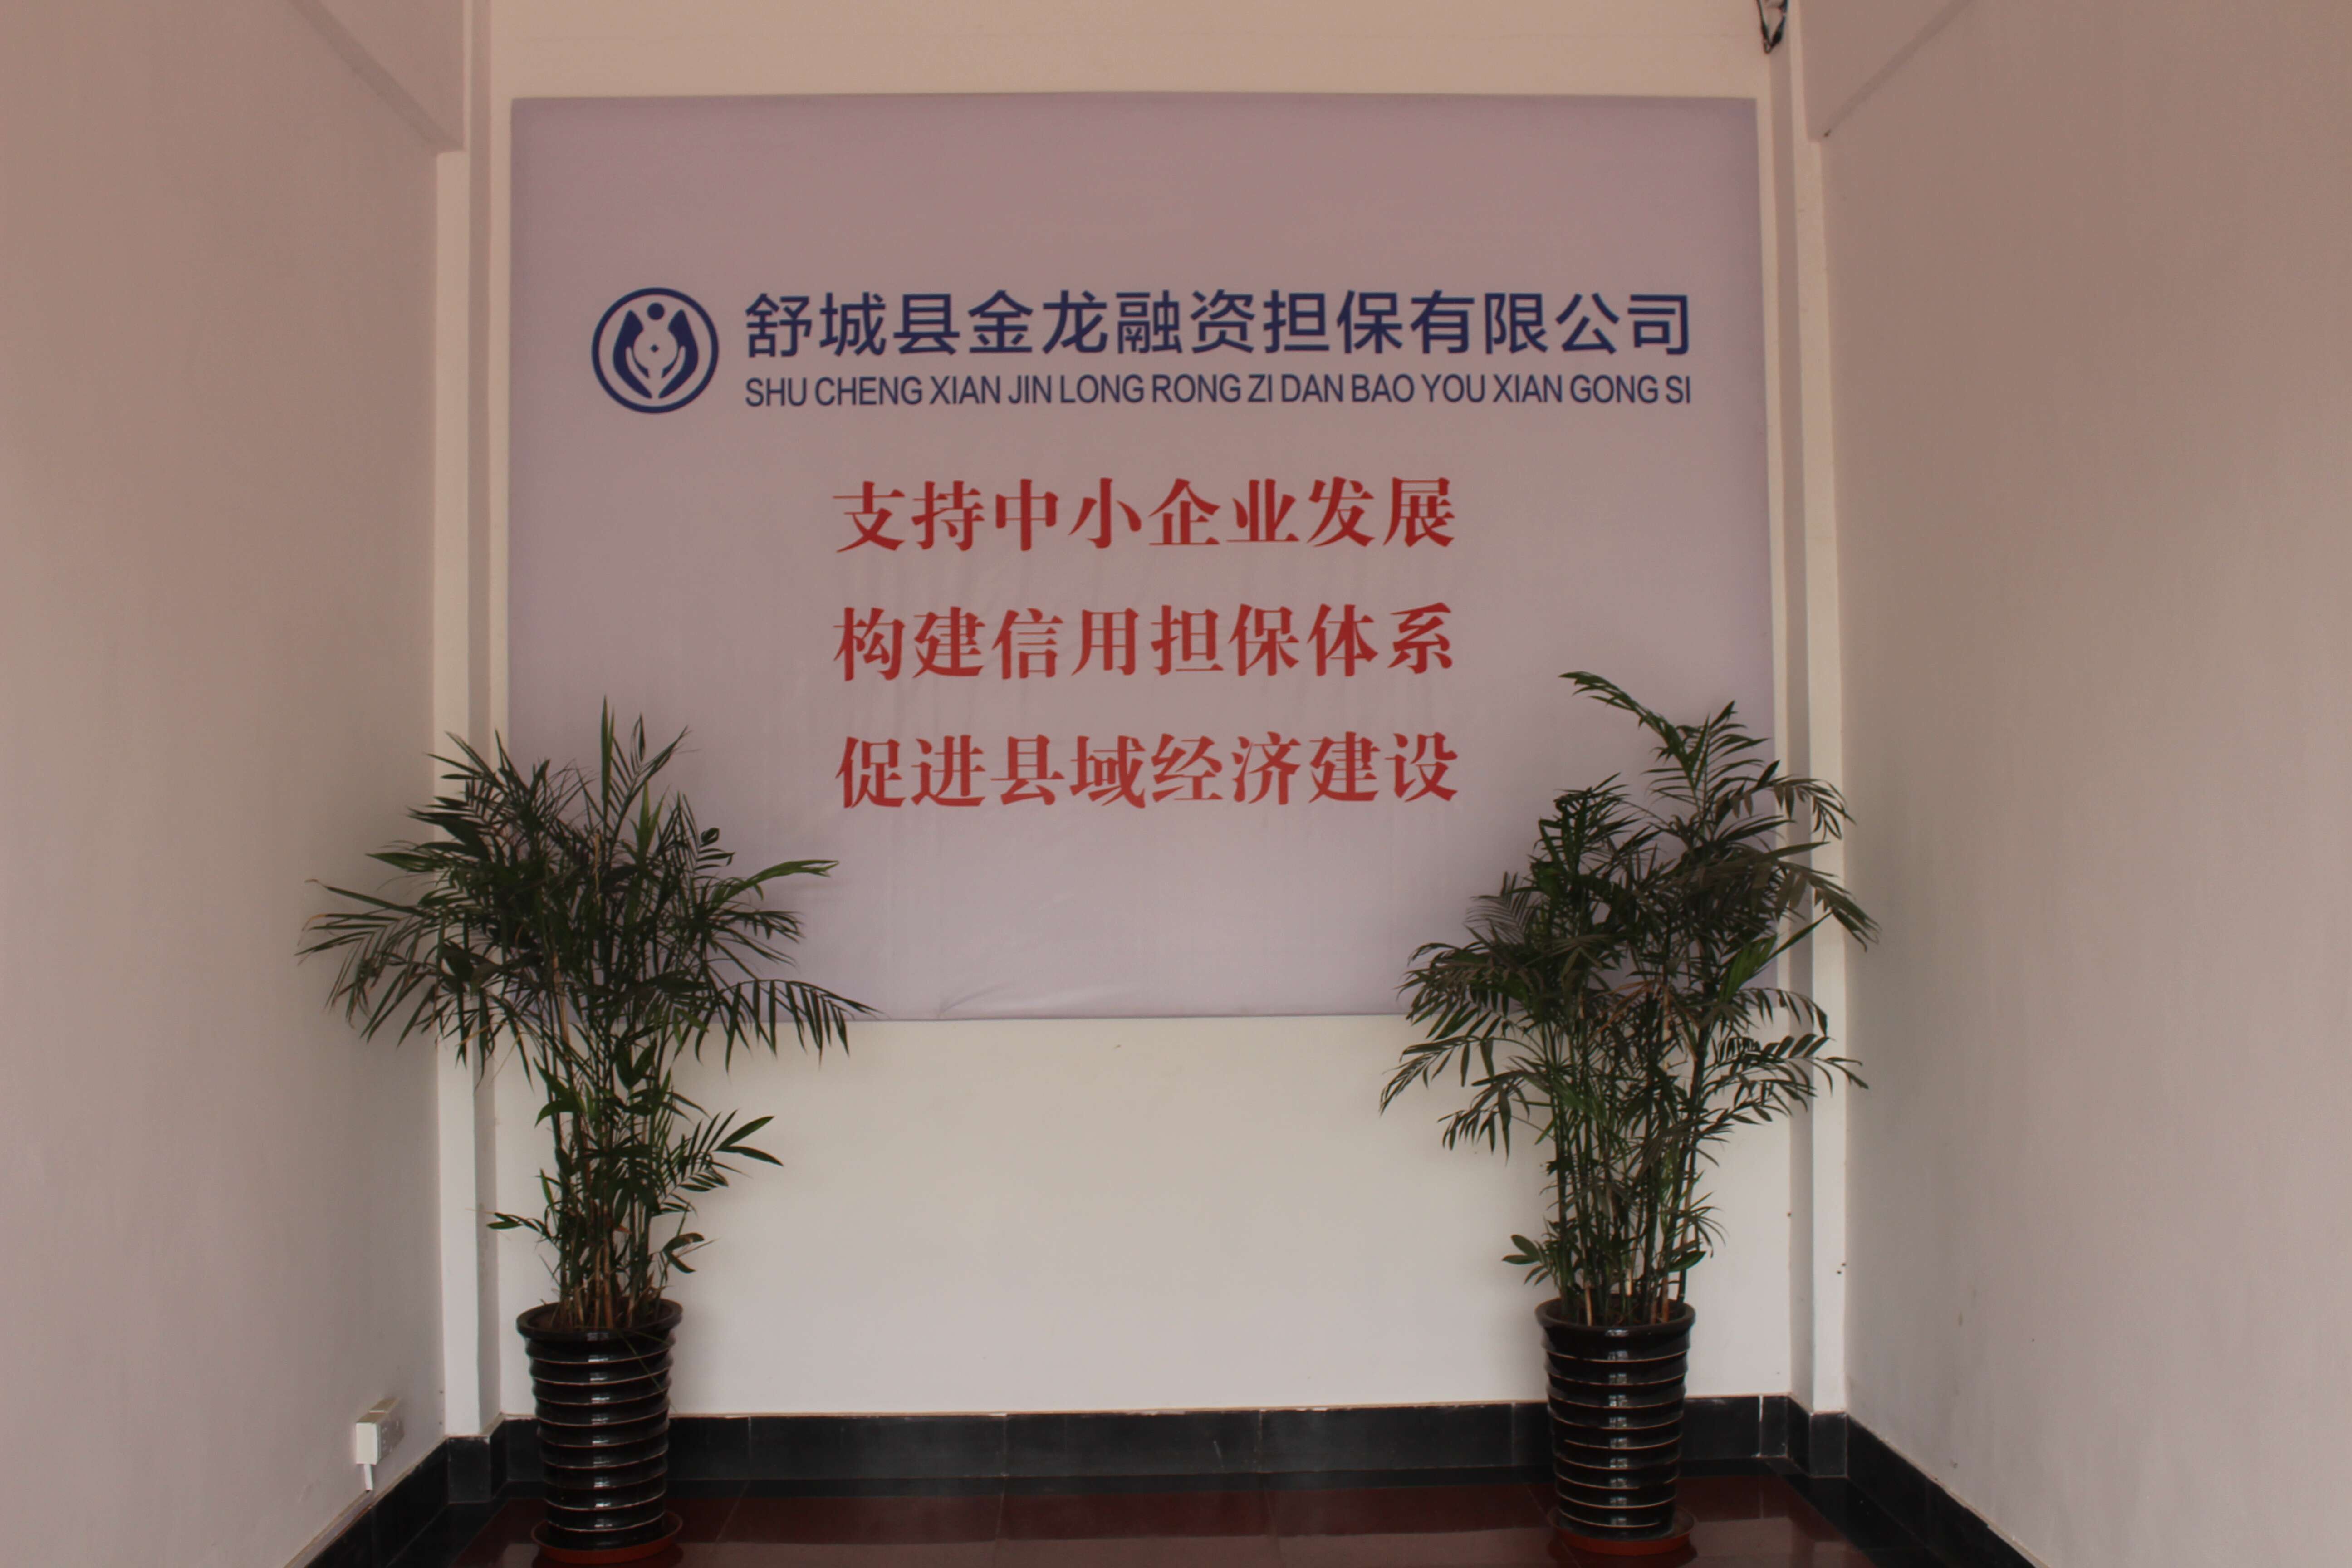 舒城县金龙融资担保有限公司
SHU CHENG XIAN JIN LONG RONG ZI DAN BAO YOU XIAN GONG SI
支持中小企业发展
构建信用担保体系
促进县域经济建设